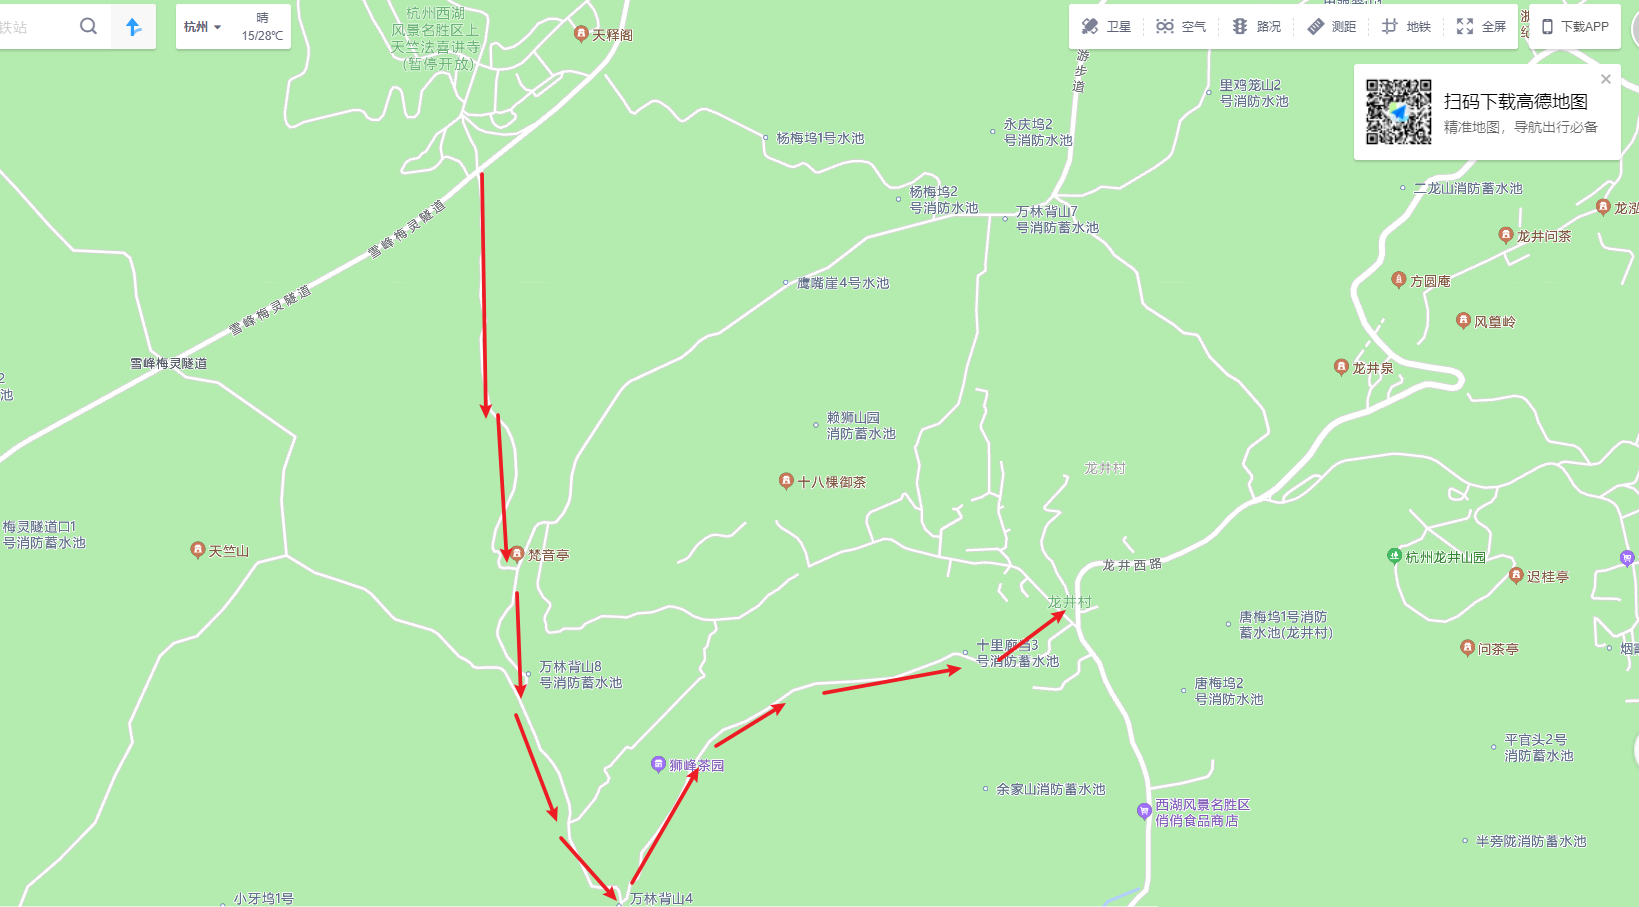 铁站
杭州
晴
15/28℃
卫星
空气
路况
测距
地铁
全屏
下载APP
扫码下载高德地图
精准地图，导航出行必备
杭州西湖
风景名胜区上
天竺法喜讲寺
(暂停开放)
天释阁
游步道
里鸡笼山2
号消防水池
永庆坞2
号消防水池
杨梅坞1号水池
杨梅坞2
号消防水池
万林背山7
号消防蓄水池
二龙山消防蓄水池
龙泓
龙井问茶
方圆庵
风篁岭
龙井泉
雪峰梅灵隧道
雪峰梅灵隧道
雪峰梅灵隧道
鹰嘴崖4号水池
2
池
赖狮山园
消防蓄水池
十八棵御茶
龙井村
梅灵隧道口1
号消防蓄水池
天竺山
梵音亭
龙井西路
杭州龙井山园
迟桂亭
龙井村
唐梅坞1号消防
蓄水池(龙井村)
十里廊当3
号消防蓄水池
问茶亭
万林背山8
号消防蓄水池
唐梅坞2
号消防蓄水池
平官头2号
消防蓄水池
狮峰茶园
余家山消防蓄水池
西湖风景名胜区
俏俏食品商店
半旁陇消防蓄水池
小牙坞1号
万林背山4